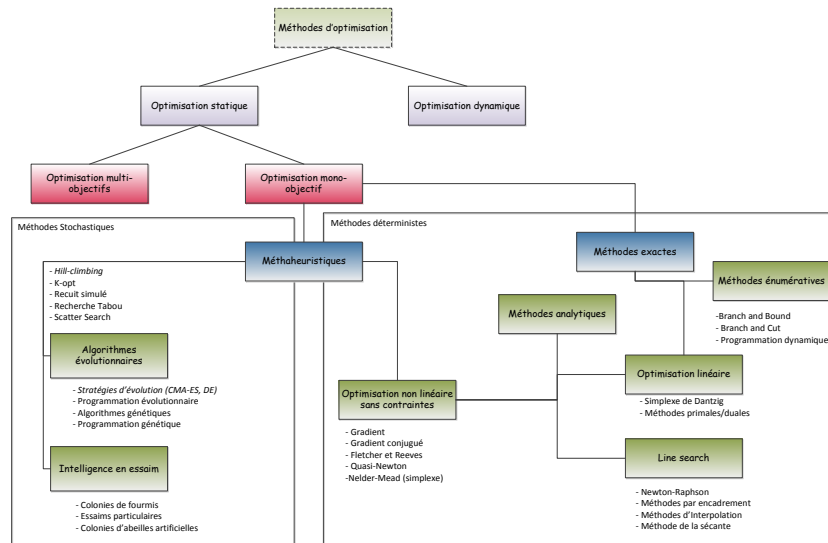 Méthodes d'optimisation
Optimisation statique
Optimisation dynamique
Optimisation multi-
objectifs
Optimisation mono-
objectif
Méthodes Stochastiques
Méthodes déterministes
Méthaheuristiques
Méthodes exactes
- Hill-climbing
- K-opt
- Recuit simulé
- Recherche Tabou
- Scatter Search
Méthodes énumératives
-Branch and Bound
- Branch and Cut
- Programmation dynamique
Méthodes analytiques
Algorithmes
évolutionnaires
- Stratégies d'évolution (CMA-ES, DE)
- Programmation évolutionnaire
- Algorithmes génétiques
- Programmation génétique
Optimisation non linéaire
sans contraintes
- Gradient
- Gradient conjugué
- Fletcher et Reeves
- Quasi-Newton
-Nelder-Mead (simplexe)
Optimisation linéaire
- Simplexe de Dantzig
- Méthodes primales/duales
Intelligence en essaim
- Colonies de fourmis
- Essaims particulaires
- Colonies d'abeilles artificielles
Line search
- Newton-Raphson
- Méthodes par encadrement
- Méthodes d'Interpolation
- Méthode de la sécante